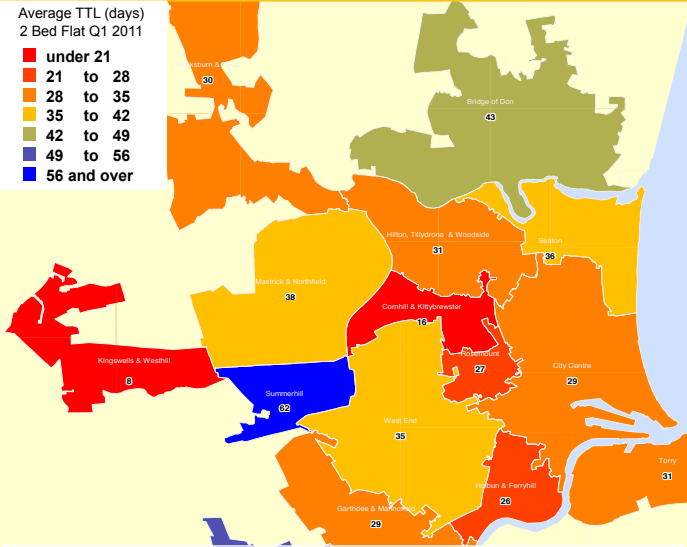 Average TTL (days)
2 Bed Flat Q1 2011
under 21
21 to 28
28 to 35
35 to 42
42 to 49
49 to 56
56 and over
ksburn &
30
Bridge of Don
43
Hilton, Tillydrone & Woodside
31
Seaton
36
Mastrick & Northfield
38
Cornhill & Kittybrewster
16
Kingswells & Westhill
8
Rosemount
27
City Centre
29
Summerhill
62
West End
35
Torry
31
Holbun & Ferryhill
26
Garthdee & Mannofield
29